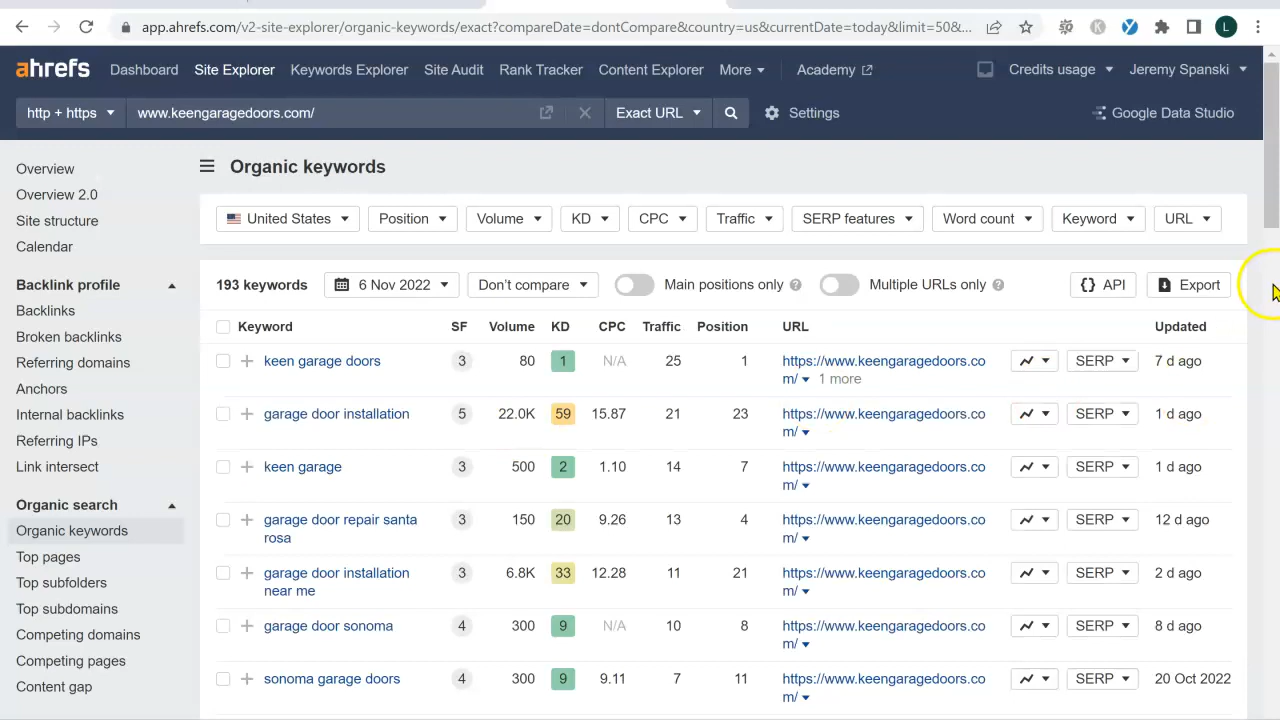 app.ahrefs.com/v2-site-explorer/organic-keywords/exact?compareDate=dontCompare&country=us&currentDate=today&limit=50&...
L
ahrefs Dashboard Site Explorer Keywords Explorer Site Audit Rank Tracker Content Explorer More Academy Credits usage Jeremy Spanski
http + https www.keengaragedoors.com/ Exact URL Settings Google Data Studio
Overview
Overview 2.0
Site structure
Calendar
Backlink profile
Backlinks
Broken backlinks
Referring domains
Anchors
Internal backlinks
Referring IPs
Link intersect
Organic search
Organic keywords
Top pages
Top subfolders
Top subdomains
Competing domains
Competing pages
Content gap
Organic keywords
United States Position Volume KD CPC Traffic SERP features Word count Keyword URL
193 keywords 6 Nov 2022 Don't compare Main positions only ? Multiple URLs only ? {} API Export
Keyword SF Volume KD CPC Traffic Position URL Updated
keen garage doors 3 80 1 N/A 25 1 https://www.keengaragedoors.co SERP 7 d ago
m/ 1 more
garage door installation 5 22.0K 59 15.87 21 23 https://www.keengaragedoors.co SERP 1 d ago
m/
keen garage 3 500 2 1.10 14 7 https://www.keengaragedoors.co SERP 1 d ago
m/
garage door repair santa 3 150 20 9.26 13 4 https://www.keengaragedoors.co SERP 12 d ago
rosa m/
garage door installation 3 6.8K 33 12.28 11 21 https://www.keengaragedoors.co SERP 2 d ago
near me m/
garage door sonoma 4 300 9 N/A 10 8 https://www.keengaragedoors.co SERP 8 d ago
m/
sonoma garage doors 4 300 9 9.11 7 11 https://www.keengaragedoors.co SERP 20 Oct 2022
m/